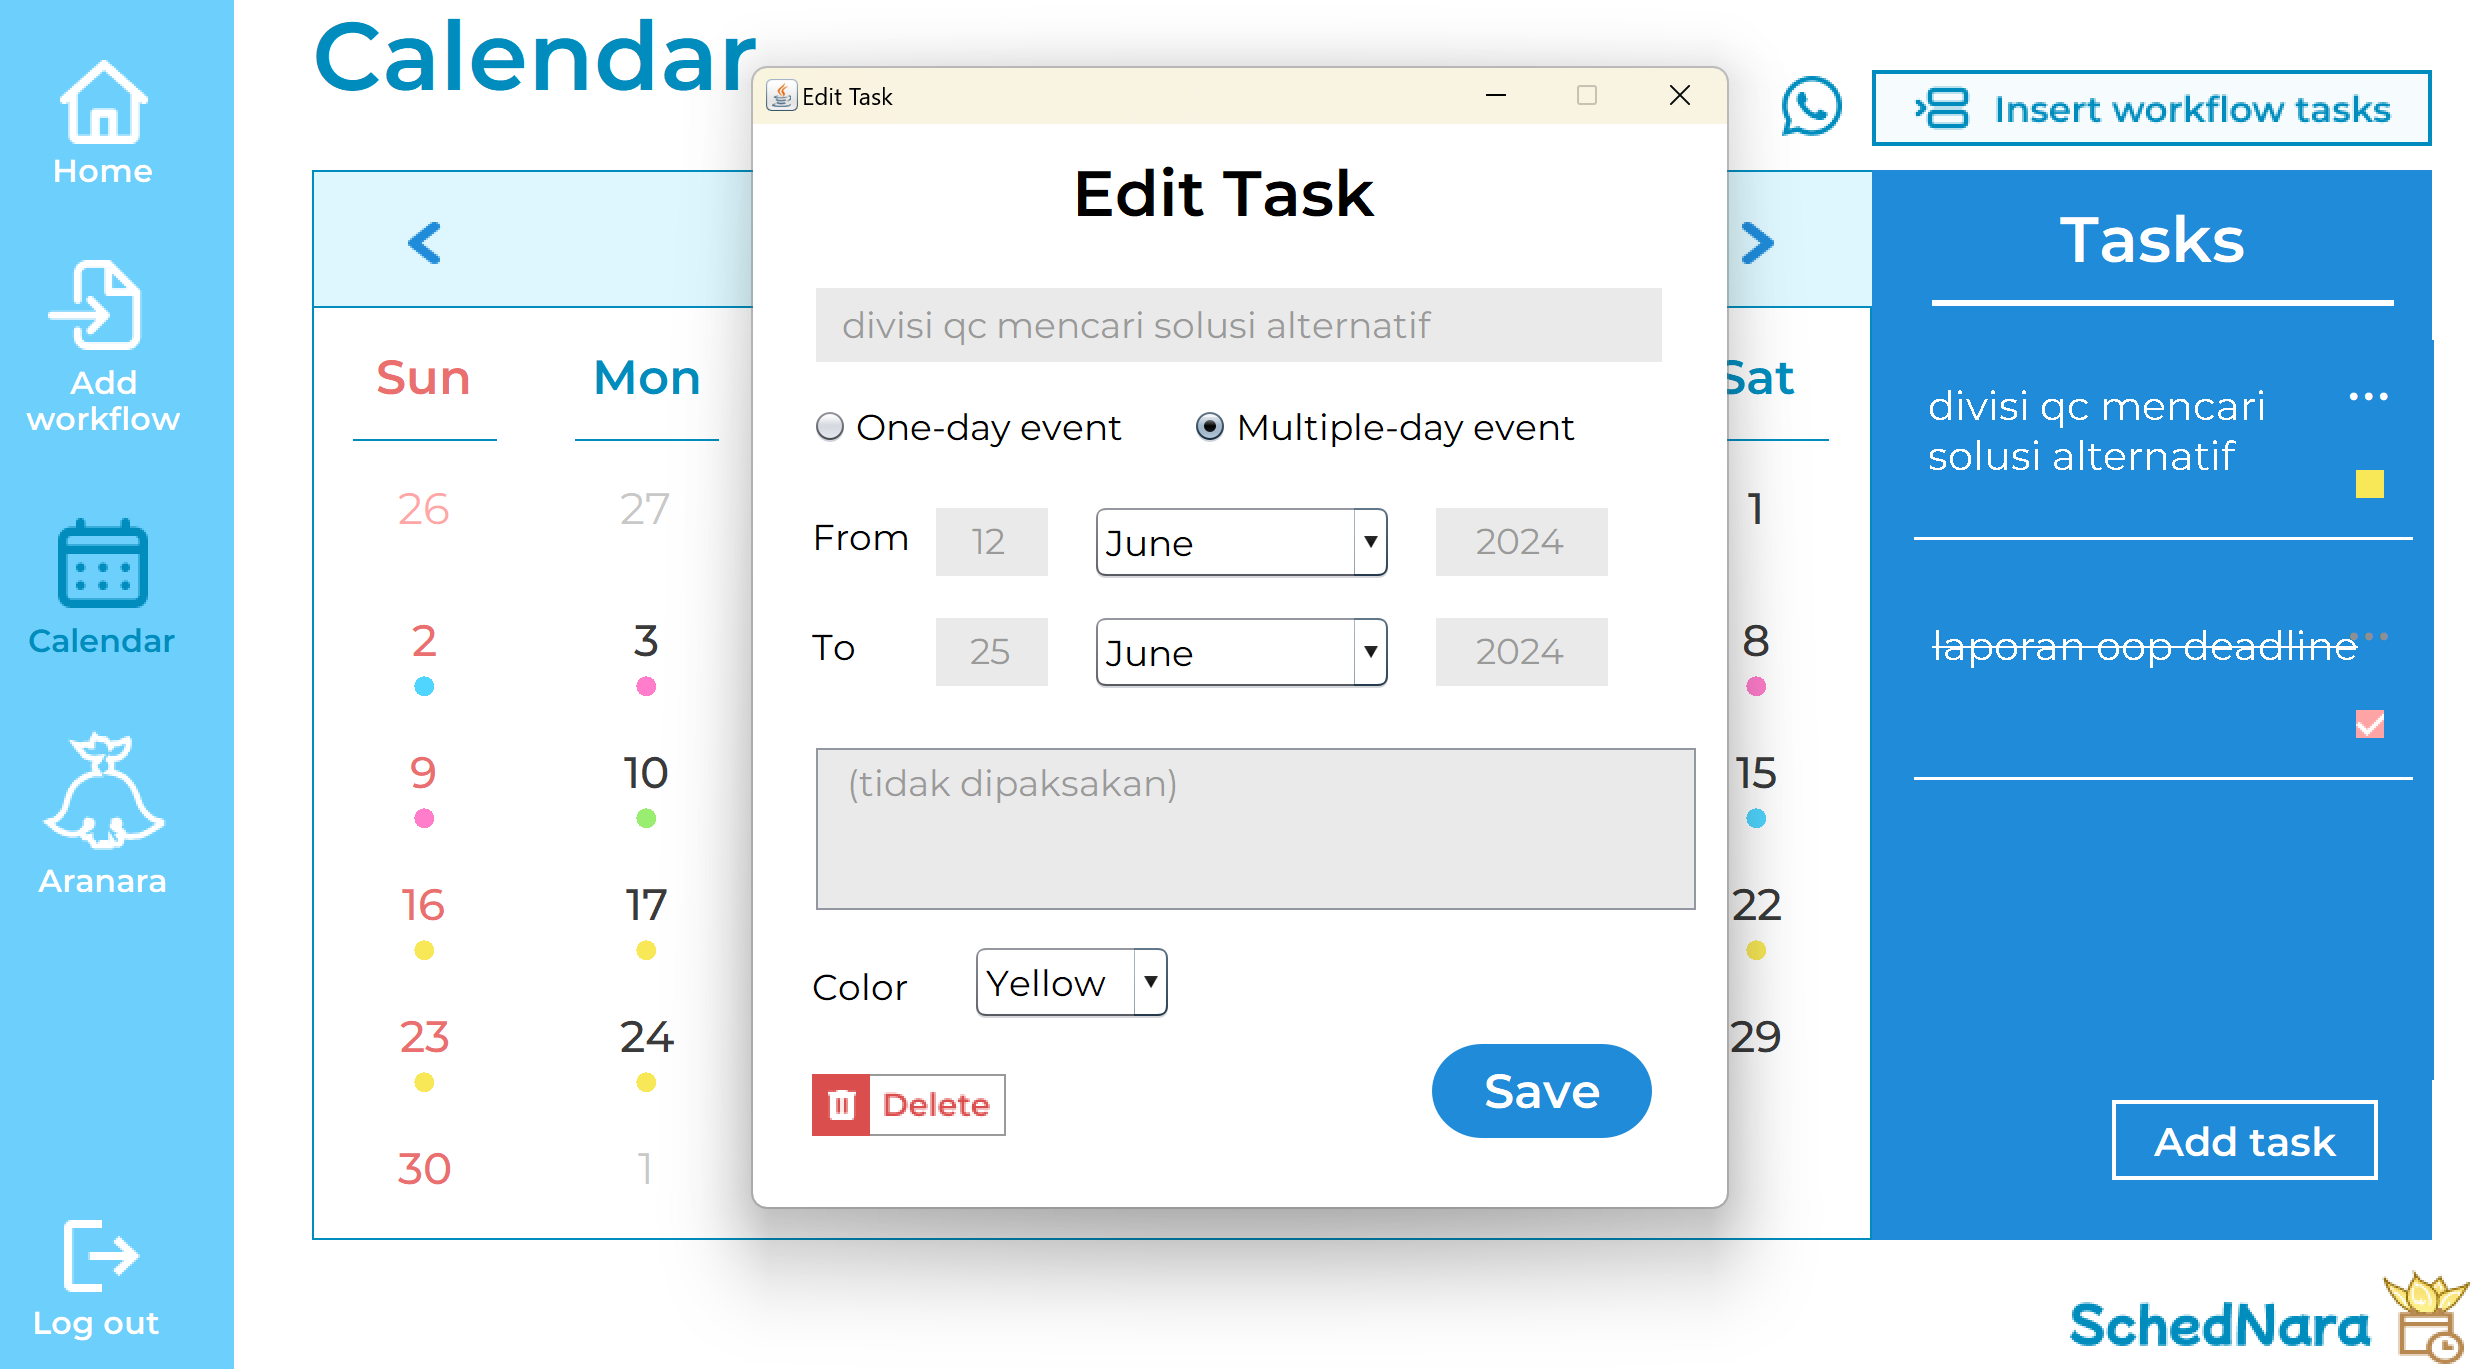 Calendar
Home
Add
workflow
Calendar
Aranara
Log out
Insert workflow tasks
Sun Mon Sat
26 27 1
2 3 8
9 10 15
16 17 22
23 24 29
30 1
Edit Task
Edit Task
divisi qc mencari solusi alternatif
One-day event Multiple-day event
From 12 June 2024
To 25 June 2024
(tidak dipaksakan)
Color Yellow
Delete
Save
Tasks
divisi qc mencari
solusi alternatif
laporan oop deadline
Add task
SchedNara